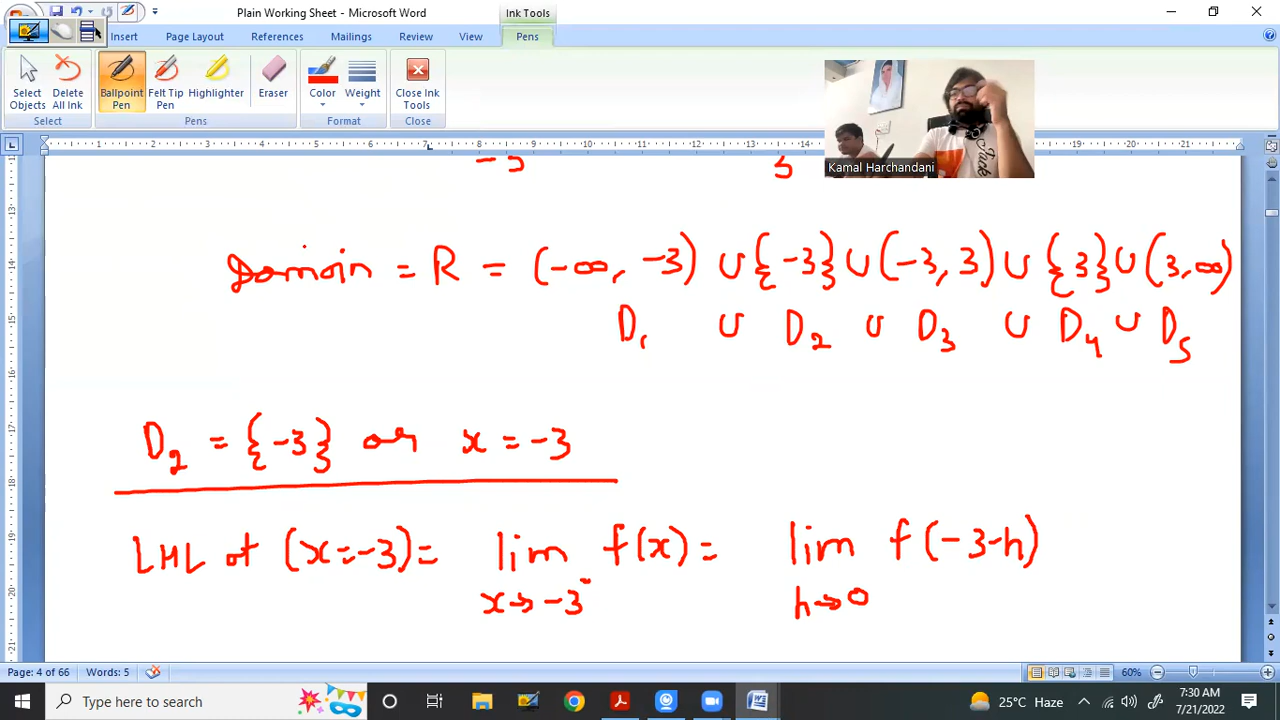 Plain Working Sheet - Microsoft Word
Ink Tools
Insert Page Layout References Mailings Review View Pens
Select Objects
Delete All Ink
Ballpoint Pen
Felt Tip Pen
Highlighter
Eraser
Color
Weight
Close Ink Tools
Select Pens Format Close
Kamal Harchandani
-3 3
Domain = R = (-∞, -3) ∪ {-3} ∪ (-3, 3) ∪ {3} ∪ (3, ∞)
D₁ ∪ D₂ ∪ D₃ ∪ D₄ ∪ D₅
D₂ = {-3} or x = -3
LHL at (x=-3) = lim f(x) = lim f(-3-h)
x→-3⁻ h→0
Page: 4 of 66 Words: 5 60%
Type here to search 25°C Haze 7:30 AM
7/21/2022